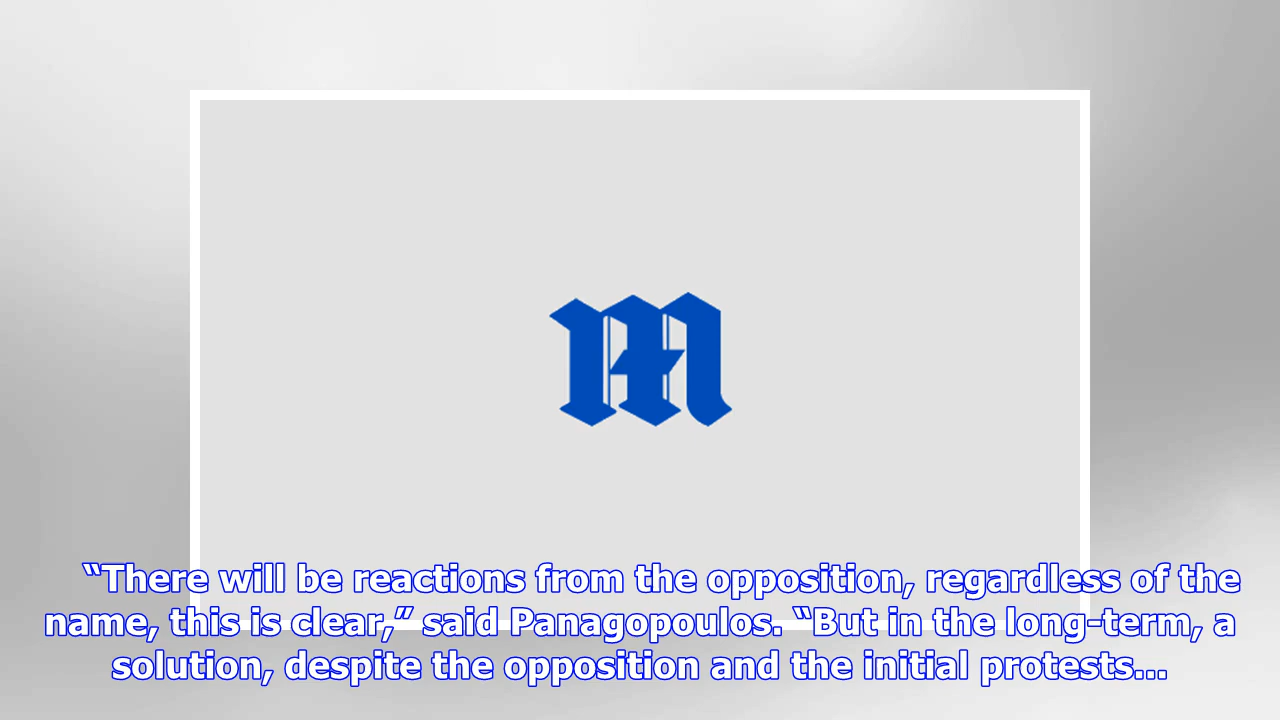 “There will be reactions from the opposition, regardless of the
name, this is clear,” said Panagopoulos. “But in the long-term, a
solution, despite the opposition and the initial protests...